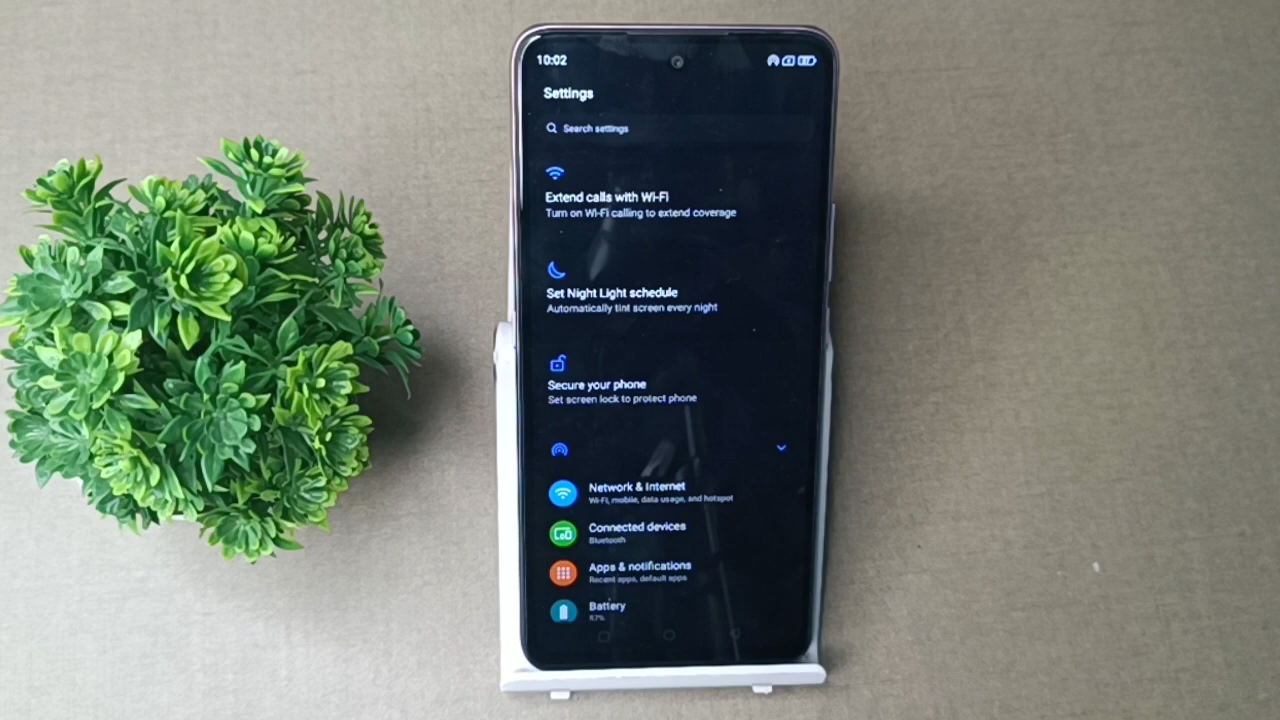 10:02
Settings
Search settings
Extend calls with Wi-Fi
Turn on Wi-Fi calling to extend coverage
Set Night Light schedule
Automatically tint screen every night
Secure your phone
Set screen lock to protect phone
Network & Internet
Wi-Fi, mobile, data usage, and hotspot
Connected devices
Bluetooth
Apps & notifications
Recent apps, default apps
Battery